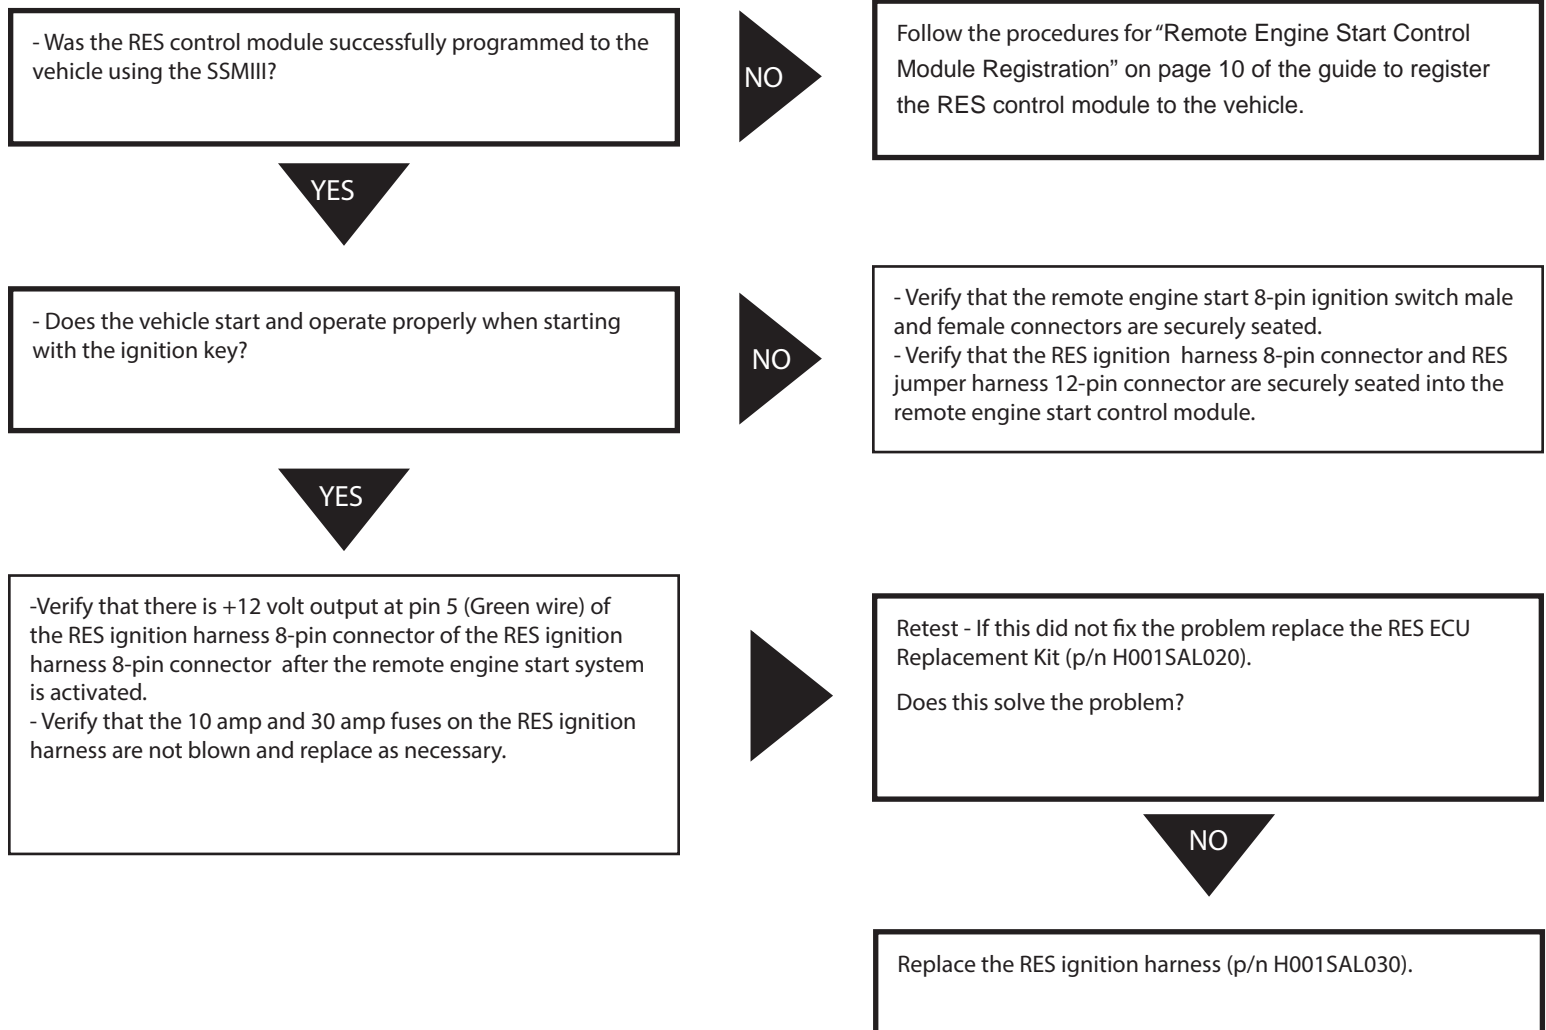 - Was the RES control module successfully programmed to the
vehicle using the SSMIII?
NO
Follow the procedures for “Remote Engine Start Control
Module Registration” on page 10 of the guide to register
the RES control module to the vehicle.
YES
- Does the vehicle start and operate properly when starting
with the ignition key?
NO
- Verify that the remote engine start 8-pin ignition switch male
and female connectors are securely seated.
- Verify that the RES ignition harness 8-pin connector and RES
jumper harness 12-pin connector are securely seated into the
remote engine start control module.
YES
-Verify that there is +12 volt output at pin 5 (Green wire) of
the RES ignition harness 8-pin connector of the RES ignition
harness 8-pin connector after the remote engine start system
is activated.
- Verify that the 10 amp and 30 amp fuses on the RES ignition
harness are not blown and replace as necessary.
Retest - If this did not fix the problem replace the RES ECU
Replacement Kit (p/n H001SAL020).
Does this solve the problem?
NO
Replace the RES ignition harness (p/n H001SAL030).